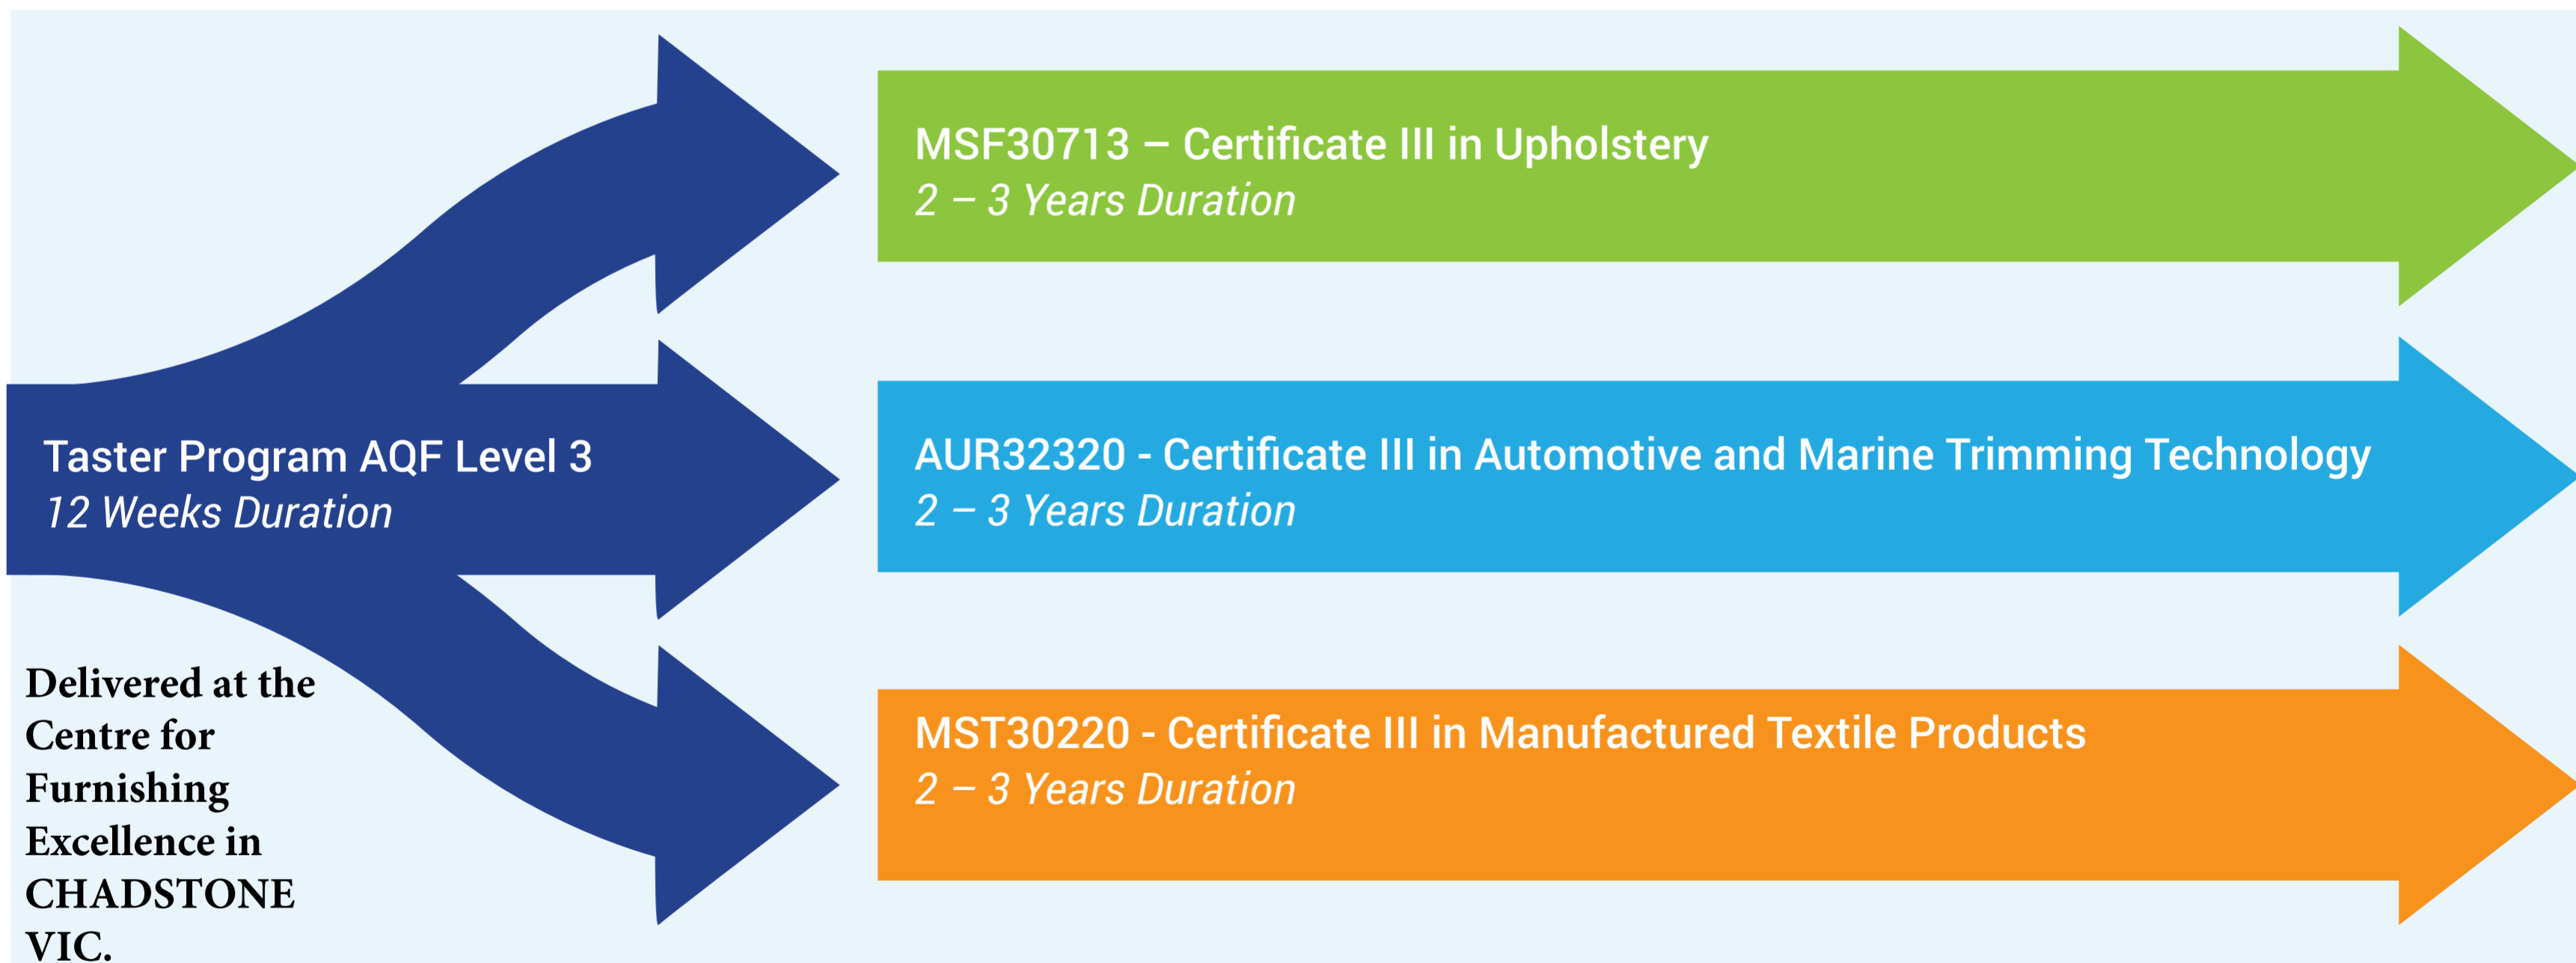 MSF30713 – Certificate III in Upholstery
2 – 3 Years Duration
Taster Program AQF Level 3
12 Weeks Duration
AUR32320 - Certificate III in Automotive and Marine Trimming Technology
2 – 3 Years Duration
Delivered at the
Centre for
Furnishing
Excellence in
CHADSTONE
VIC.
MST30220 - Certificate III in Manufactured Textile Products
2 – 3 Years Duration